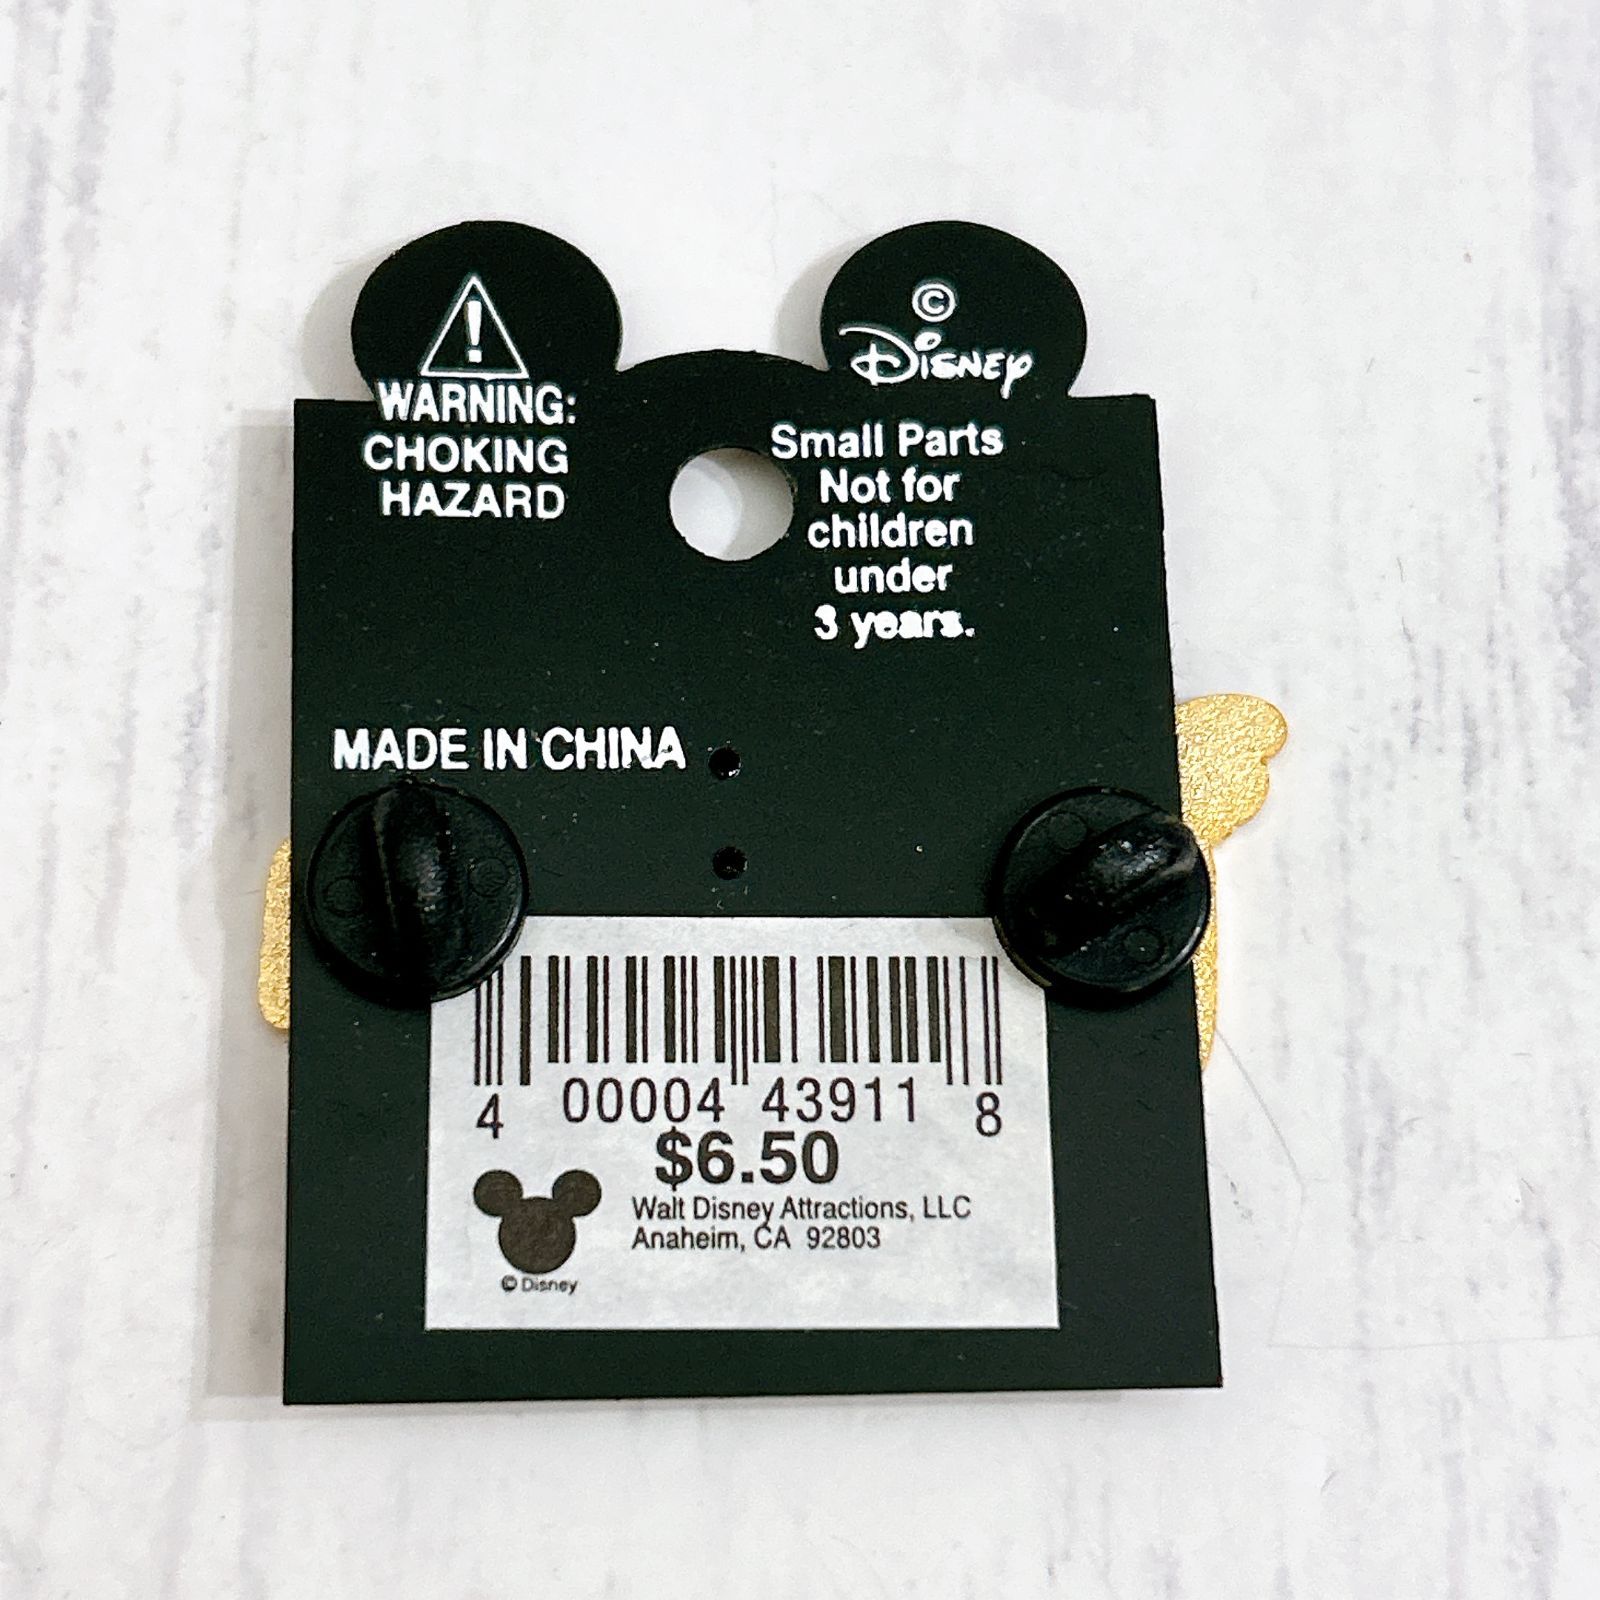 !
WARNING:
CHOKING
HAZARD
©
Disney
Small Parts
Not for
children
under
3 years.
MADE IN CHINA
4 00004 43911 8
$6.50
Walt Disney Attractions, LLC
Anaheim, CA 92803
© Disney